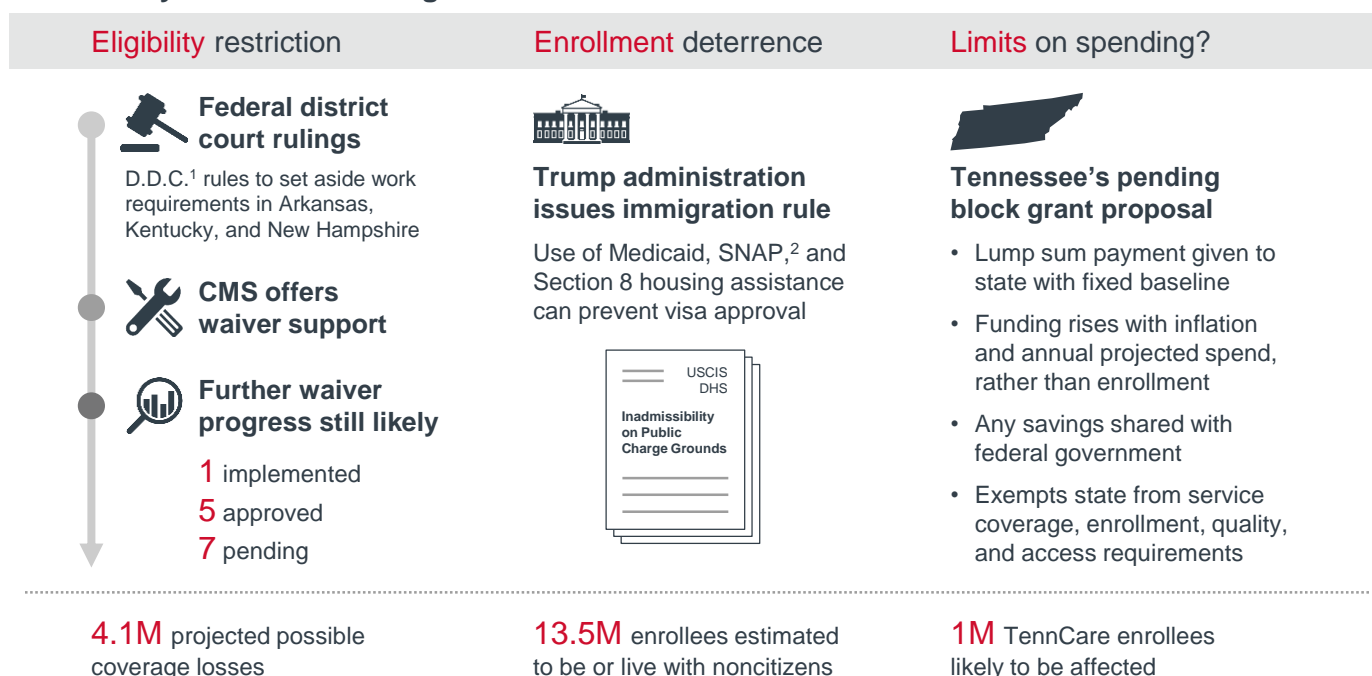 Eligibility restriction
Federal district
court rulings
D.D.C.¹ rules to set aside work
requirements in Arkansas,
Kentucky, and New Hampshire
CMS offers
waiver support
Further waiver
progress still likely
1 implemented
5 approved
7 pending
4.1M projected possible
coverage losses
Enrollment deterrence
Trump administration
issues immigration rule
Use of Medicaid, SNAP,² and
Section 8 housing assistance
can prevent visa approval
USCIS
DHS
Inadmissibility
on Public
Charge Grounds
13.5M enrollees estimated
to be or live with noncitizens
Limits on spending?
Tennessee's pending
block grant proposal
• Lump sum payment given to
state with fixed baseline
• Funding rises with inflation
and annual projected spend,
rather than enrollment
• Any savings shared with
federal government
• Exempts state from service
coverage, enrollment, quality,
and access requirements
1M TennCare enrollees
likely to be affected